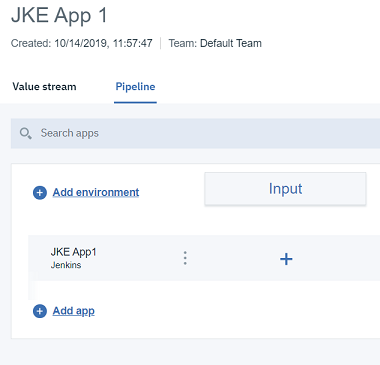 JKE App 1
Created: 10/14/2019, 11:57:47 Team: Default Team
Value stream Pipeline
Search apps
Add environment Input
JKE App1
Jenkins
Add app